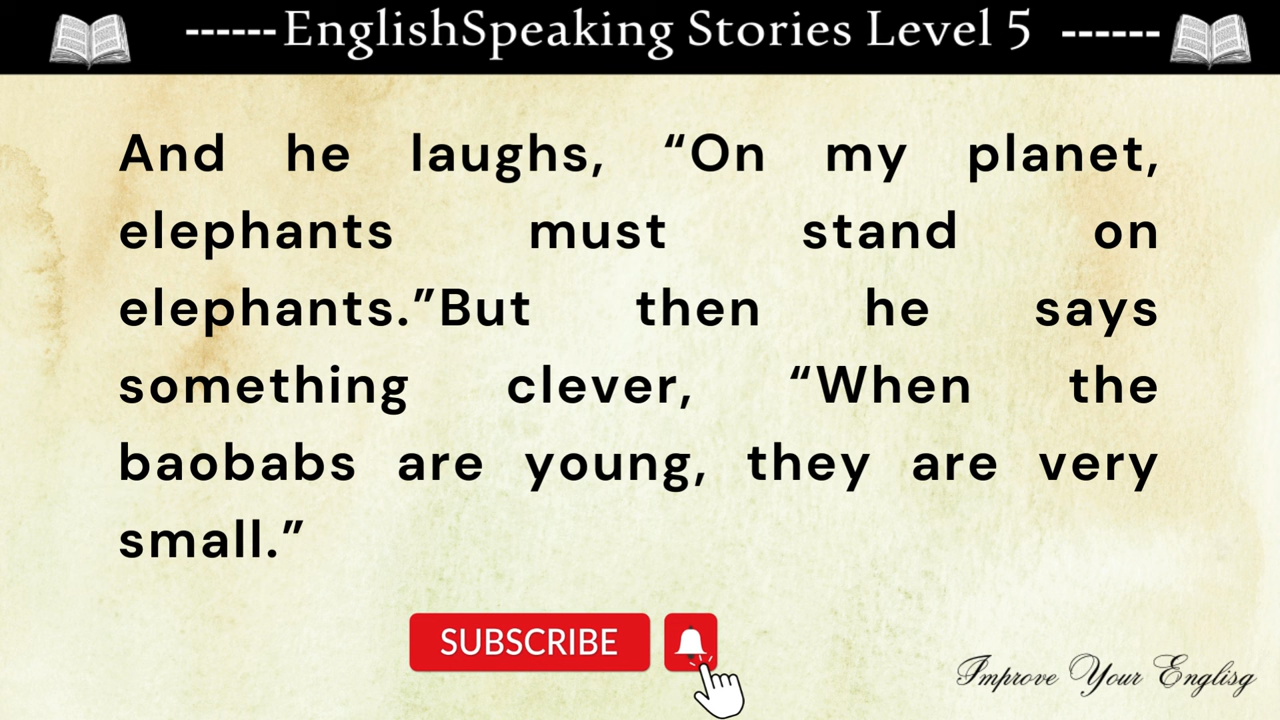 ------EnglishSpeaking Stories Level 5 ------
And he laughs, “On my planet,
elephants must stand on
elephants.”But then he says
something clever, “When the
baobabs are young, they are very
small.”
SUBSCRIBE
Improve Your Englisg